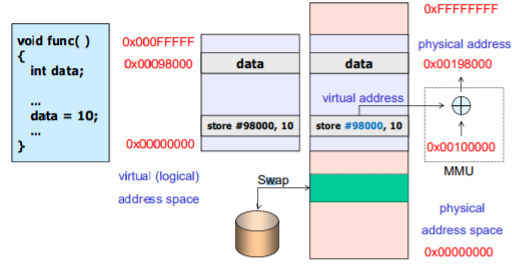 void func( )
{
int data;
...
data = 10;
...
}
0x000FFFFF
0x00098000
0x00000000
data
store #98000, 10
virtual (logical)
address space
Swap
data
virtual address
store #98000, 10
0xFFFFFFFF
physical address
0x00198000
0x00100000
MMU
physical
address space
0x00000000